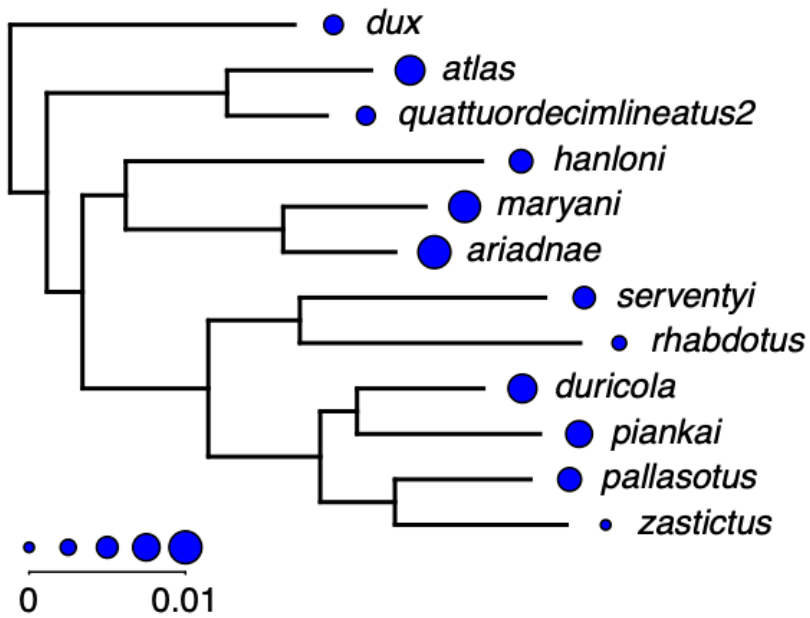 dux
atlas
quattuordecimlineatus2
hanloni
maryani
ariadnae
serventyi
rhabdotus
duricola
piankai
pallasotus
zastictus
0 0.01